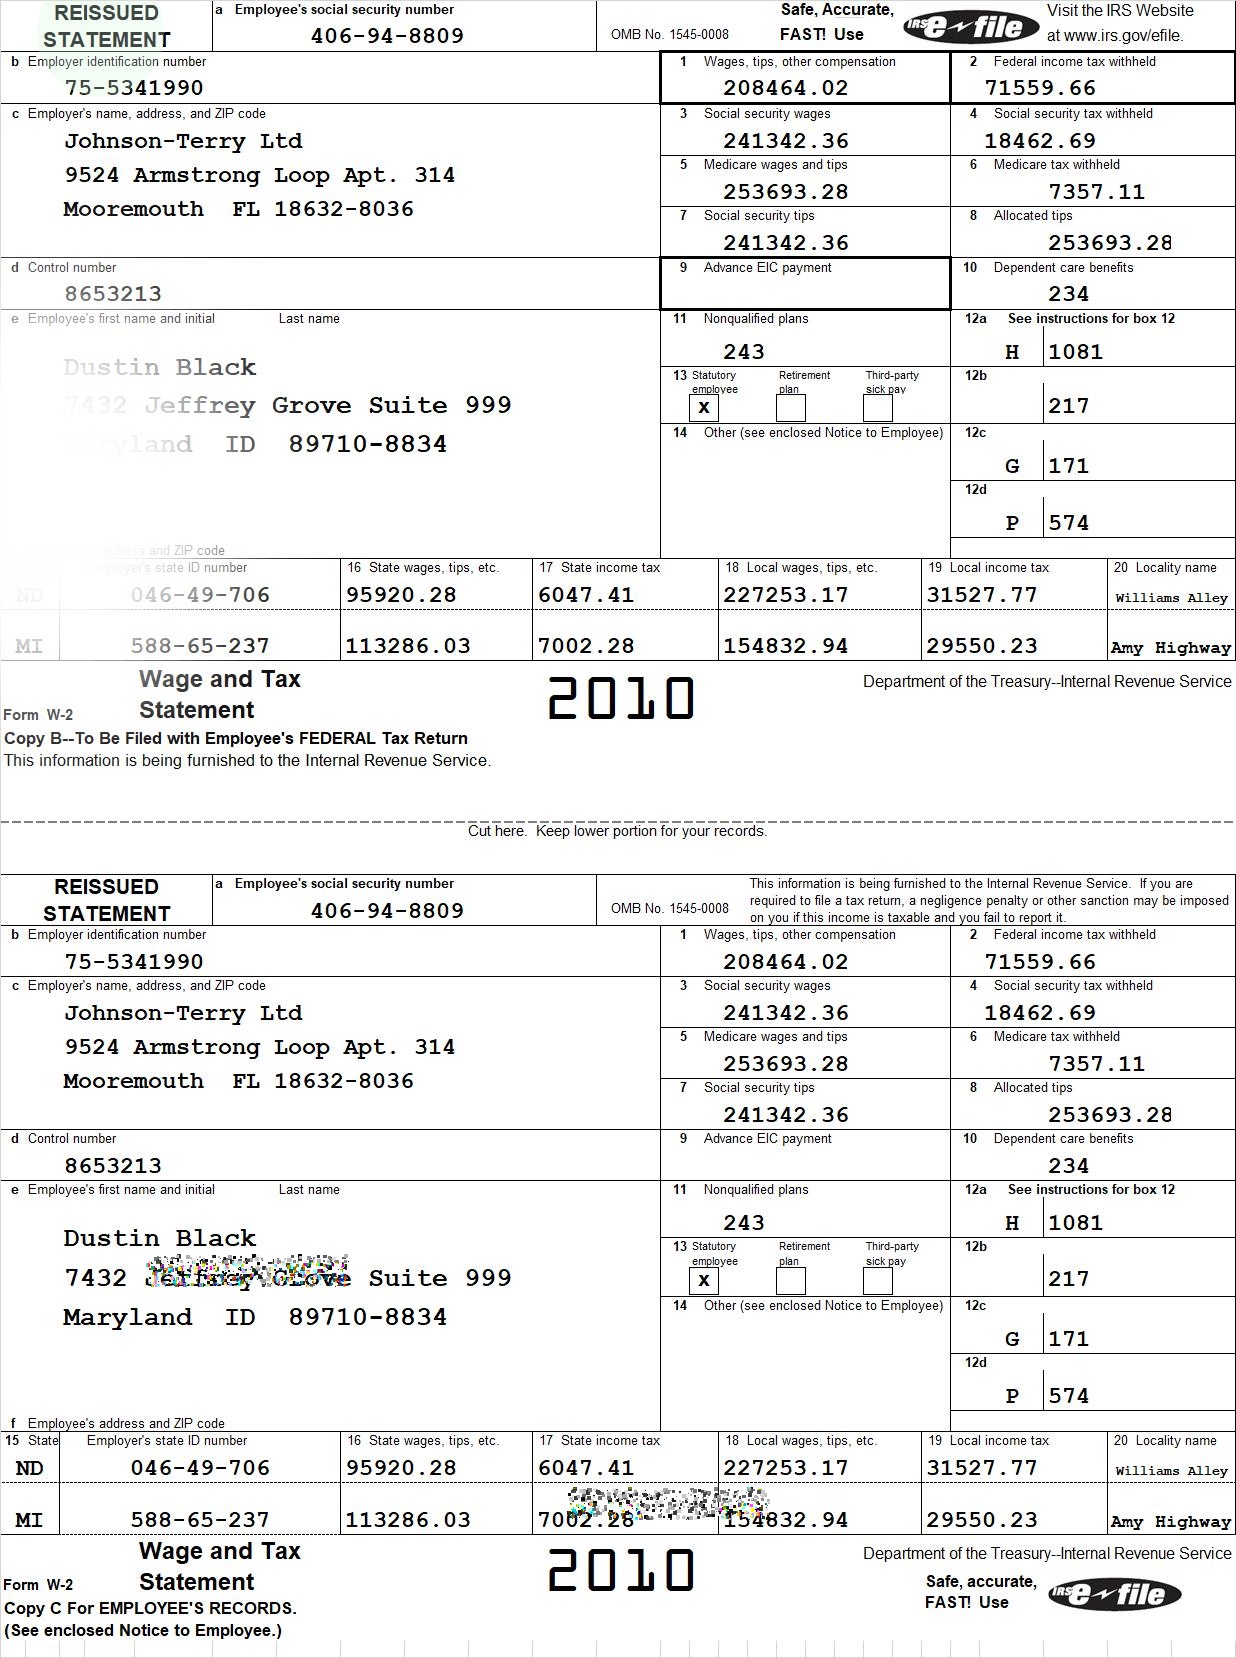 REISSUED STATEMENT
a Employee's social security number
406-94-8809
OMB No. 1545-0008
Safe, Accurate, FAST! Use
IRS e-file
Visit the IRS Website at www.irs.gov/efile.
b Employer identification number
75-5341990
1 Wages, tips, other compensation
208464.02
2 Federal income tax withheld
71559.66
c Employer's name, address, and ZIP code
Johnson-Terry Ltd
9524 Armstrong Loop Apt. 314
Mooremouth FL 18632-8036
3 Social security wages
241342.36
4 Social security tax withheld
18462.69
5 Medicare wages and tips
253693.28
6 Medicare tax withheld
7357.11
7 Social security tips
241342.36
8 Allocated tips
253693.28
d Control number
8653213
9 Advance EIC payment
10 Dependent care benefits
234
e Employee's first name and initial Last name
Dustin Black
7432 Jeffrey Grove Suite 999
Maryland ID 89710-8834
11 Nonqualified plans
243
12a See instructions for box 12
H 1081
13 Statutory employee Retirement plan Third-party sick pay
X
12b
217
14 Other (see enclosed Notice to Employee)
12c
G 171
12d
P 574
address and ZIP code
Employer's state ID number
16 State wages, tips, etc.
17 State income tax
18 Local wages, tips, etc.
19 Local income tax
20 Locality name
ND 046-49-706 95920.28 6047.41 227253.17 31527.77 Williams Alley
MI 588-65-237 113286.03 7002.28 154832.94 29550.23 Amy Highway
Form W-2 Wage and Tax Statement
2010
Department of the Treasury--Internal Revenue Service
Copy B--To Be Filed with Employee's FEDERAL Tax Return
This information is being furnished to the Internal Revenue Service.
Cut here. Keep lower portion for your records.
REISSUED STATEMENT
a Employee's social security number
406-94-8809
OMB No. 1545-0008
This information is being furnished to the Internal Revenue Service. If you are
required to file a tax return, a negligence penalty or other sanction may be imposed
on you if this income is taxable and you fail to report it.
b Employer identification number
75-5341990
1 Wages, tips, other compensation
208464.02
2 Federal income tax withheld
71559.66
c Employer's name, address, and ZIP code
Johnson-Terry Ltd
9524 Armstrong Loop Apt. 314
Mooremouth FL 18632-8036
3 Social security wages
241342.36
4 Social security tax withheld
18462.69
5 Medicare wages and tips
253693.28
6 Medicare tax withheld
7357.11
7 Social security tips
241342.36
8 Allocated tips
253693.28
d Control number
8653213
9 Advance EIC payment
10 Dependent care benefits
234
e Employee's first name and initial Last name
Dustin Black
7432 Jeffrey Grove Suite 999
Maryland ID 89710-8834
11 Nonqualified plans
243
12a See instructions for box 12
H 1081
13 Statutory employee Retirement plan Third-party sick pay
X
12b
217
14 Other (see enclosed Notice to Employee)
12c
G 171
12d
P 574
f Employee's address and ZIP code
15 State Employer's state ID number
16 State wages, tips, etc.
17 State income tax
18 Local wages, tips, etc.
19 Local income tax
20 Locality name
ND 046-49-706 95920.28 6047.41 227253.17 31527.77 Williams Alley
MI 588-65-237 113286.03 7002.28 154832.94 29550.23 Amy Highway
Form W-2 Wage and Tax Statement
2010
Department of the Treasury--Internal Revenue Service
Safe, accurate, FAST! Use
IRS e-file
Copy C For EMPLOYEE'S RECORDS.
(See enclosed Notice to Employee.)